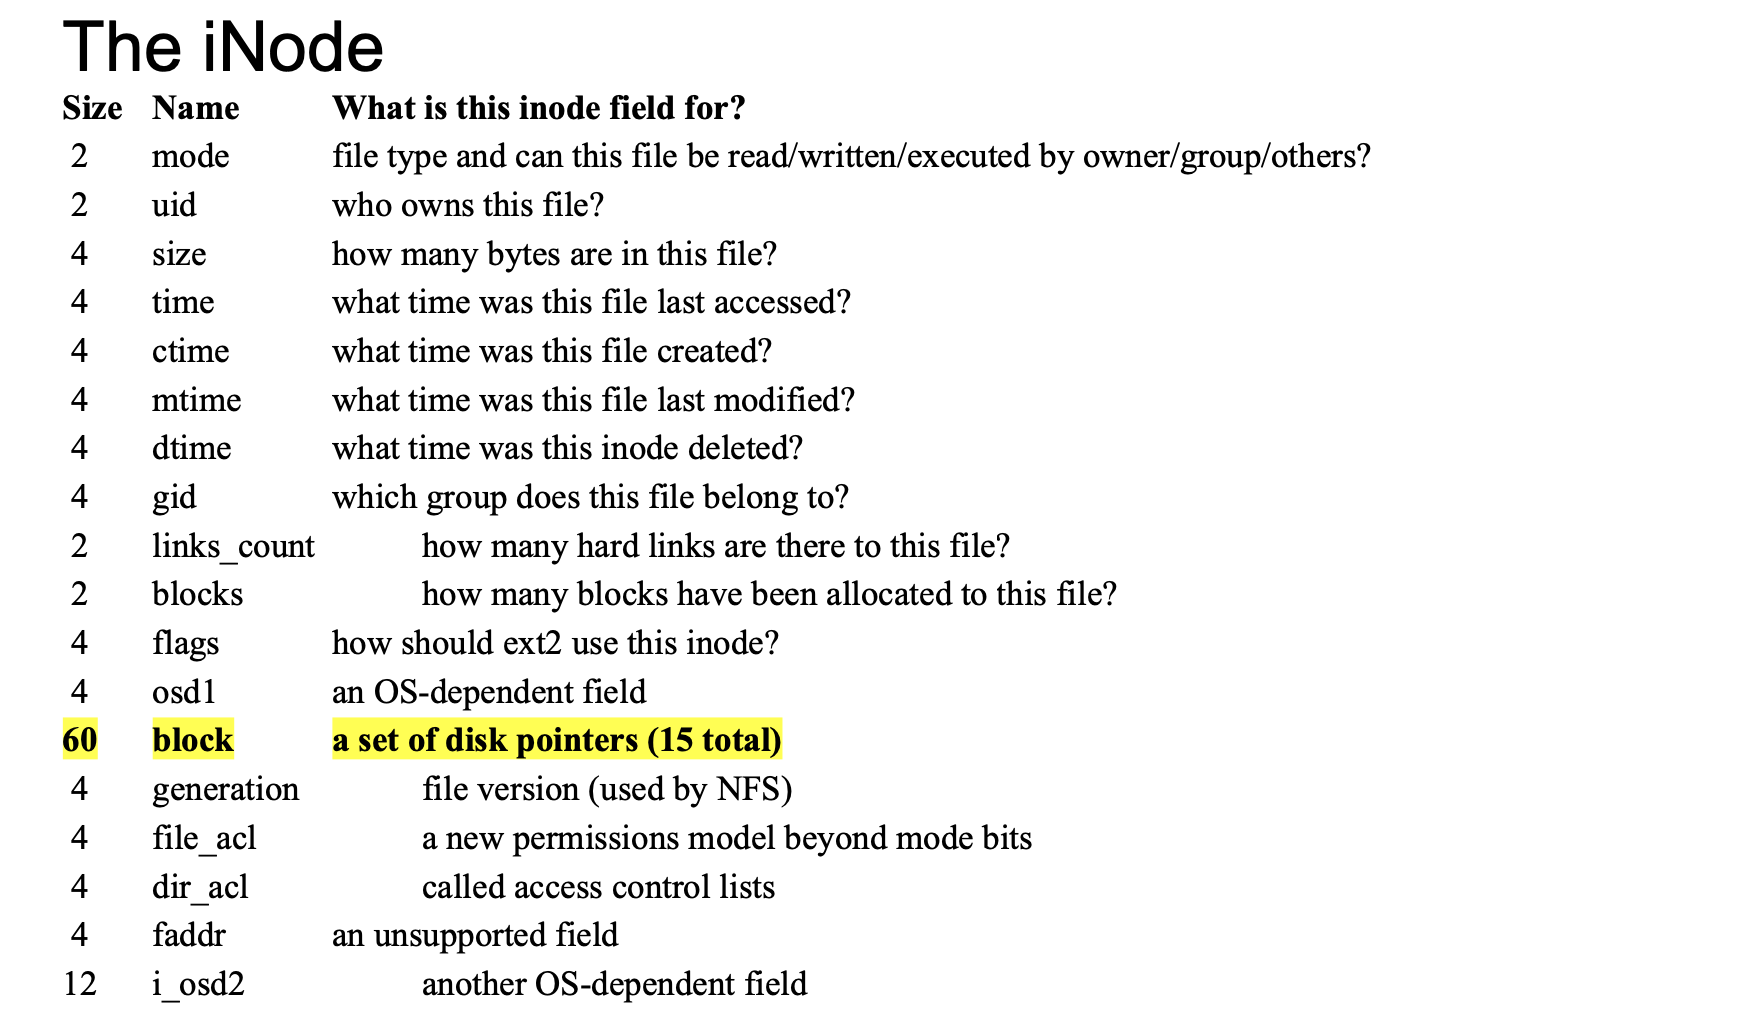 The iNode
Size Name What is this inode field for?
2 mode file type and can this file be read/written/executed by owner/group/others?
2 uid who owns this file?
4 size how many bytes are in this file?
4 time what time was this file last accessed?
4 ctime what time was this file created?
4 mtime what time was this file last modified?
4 dtime what time was this inode deleted?
4 gid which group does this file belong to?
2 links_count how many hard links are there to this file?
2 blocks how many blocks have been allocated to this file?
4 flags how should ext2 use this inode?
4 osd1 an OS-dependent field
60 block a set of disk pointers (15 total)
4 generation file version (used by NFS)
4 file_acl a new permissions model beyond mode bits
4 dir_acl called access control lists
4 faddr an unsupported field
12 i_osd2 another OS-dependent field